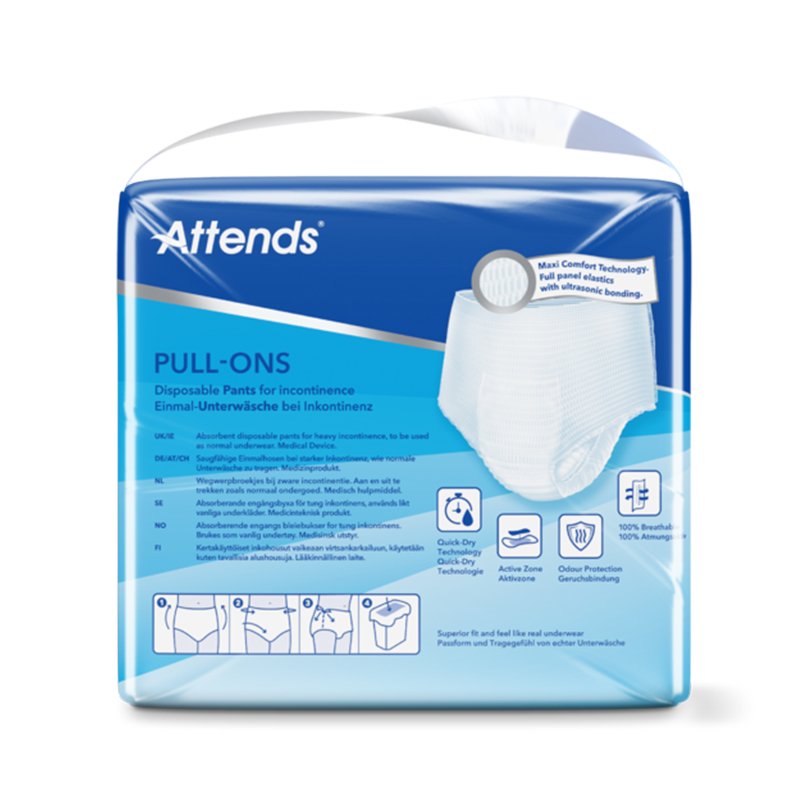 Attends®
Maxi Comfort Technology-
Full panel elastics
with ultrasonic bonding.
PULL-ONS
Disposable Pants for incontinence
Einmal-Unterwäsche bei Inkontinenz
UK/IE Absorbent disposable pants for heavy incontinence, to be used
as normal underwear. Medical Device.
DE/AT/CH Saugfähige Einmalhosen bei starker Inkontinenz, wie normale
Unterwäsche zu tragen. Medizinprodukt.
NL Wegwerpbroekjes bij zware incontinentie. Aan en uit te
trekken zoals normaal ondergoed. Medisch hulpmiddel.
SE Absorberande engångsbyxa för tung inkontinens, används likt
vanliga underkläder. Medicinteknisk produkt.
NO Absorberende engangs bleiebukser for tung inkontinens.
Brukes som vanlig undertøy. Medisinsk utstyr.
FI Kertakäyttöiset inkohousut vaikeaan virtsankarkailuun, käytetään
kuten tavallisia alushousuja. Lääkinnällinen laite.
Quick-Dry
Technology
Quick-Dry
Technologie
Active Zone
Aktivzone
Odour Protection
Geruchsbindung
100% Breathable
100% Atmungsaktiv
1 2 3 4
Superior fit and feel like real underwear
Passform und Tragegefühl von echter Unterwäsche